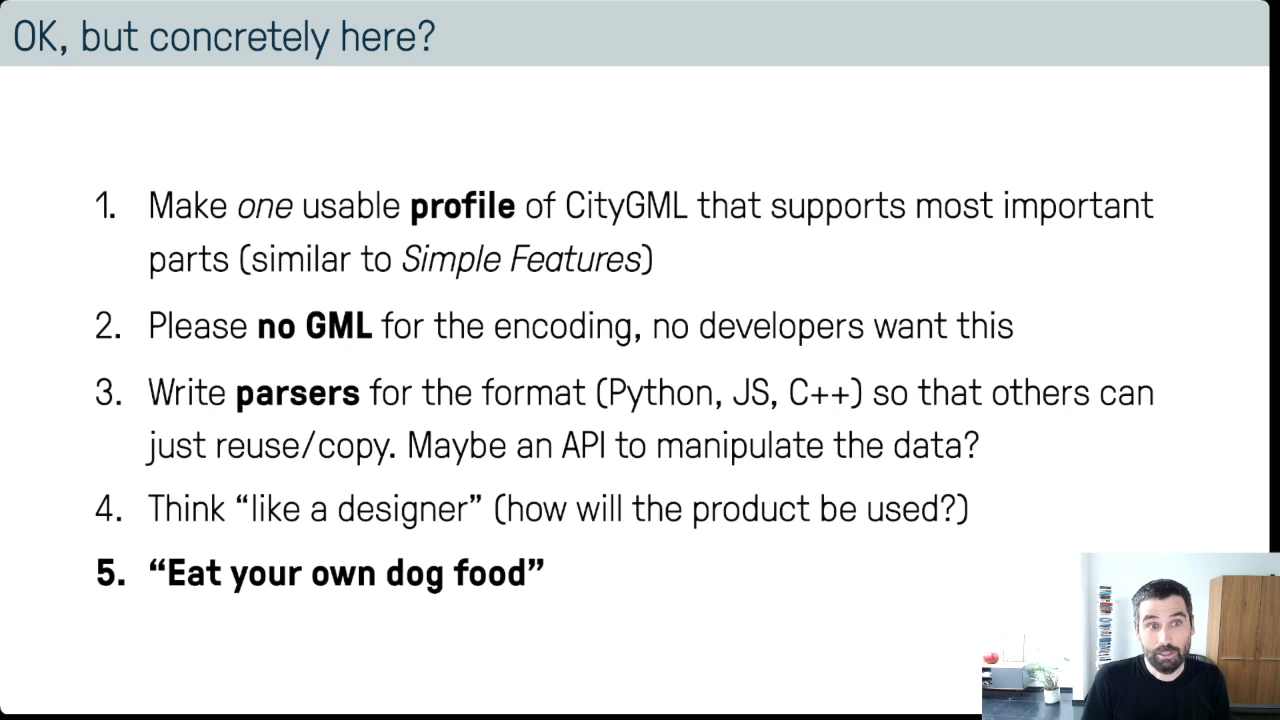 OK, but concretely here?
1. Make one usable profile of CityGML that supports most important
parts (similar to Simple Features)
2. Please no GML for the encoding, no developers want this
3. Write parsers for the format (Python, JS, C++) so that others can
just reuse/copy. Maybe an API to manipulate the data?
4. Think “like a designer” (how will the product be used?)
5. “Eat your own dog food”